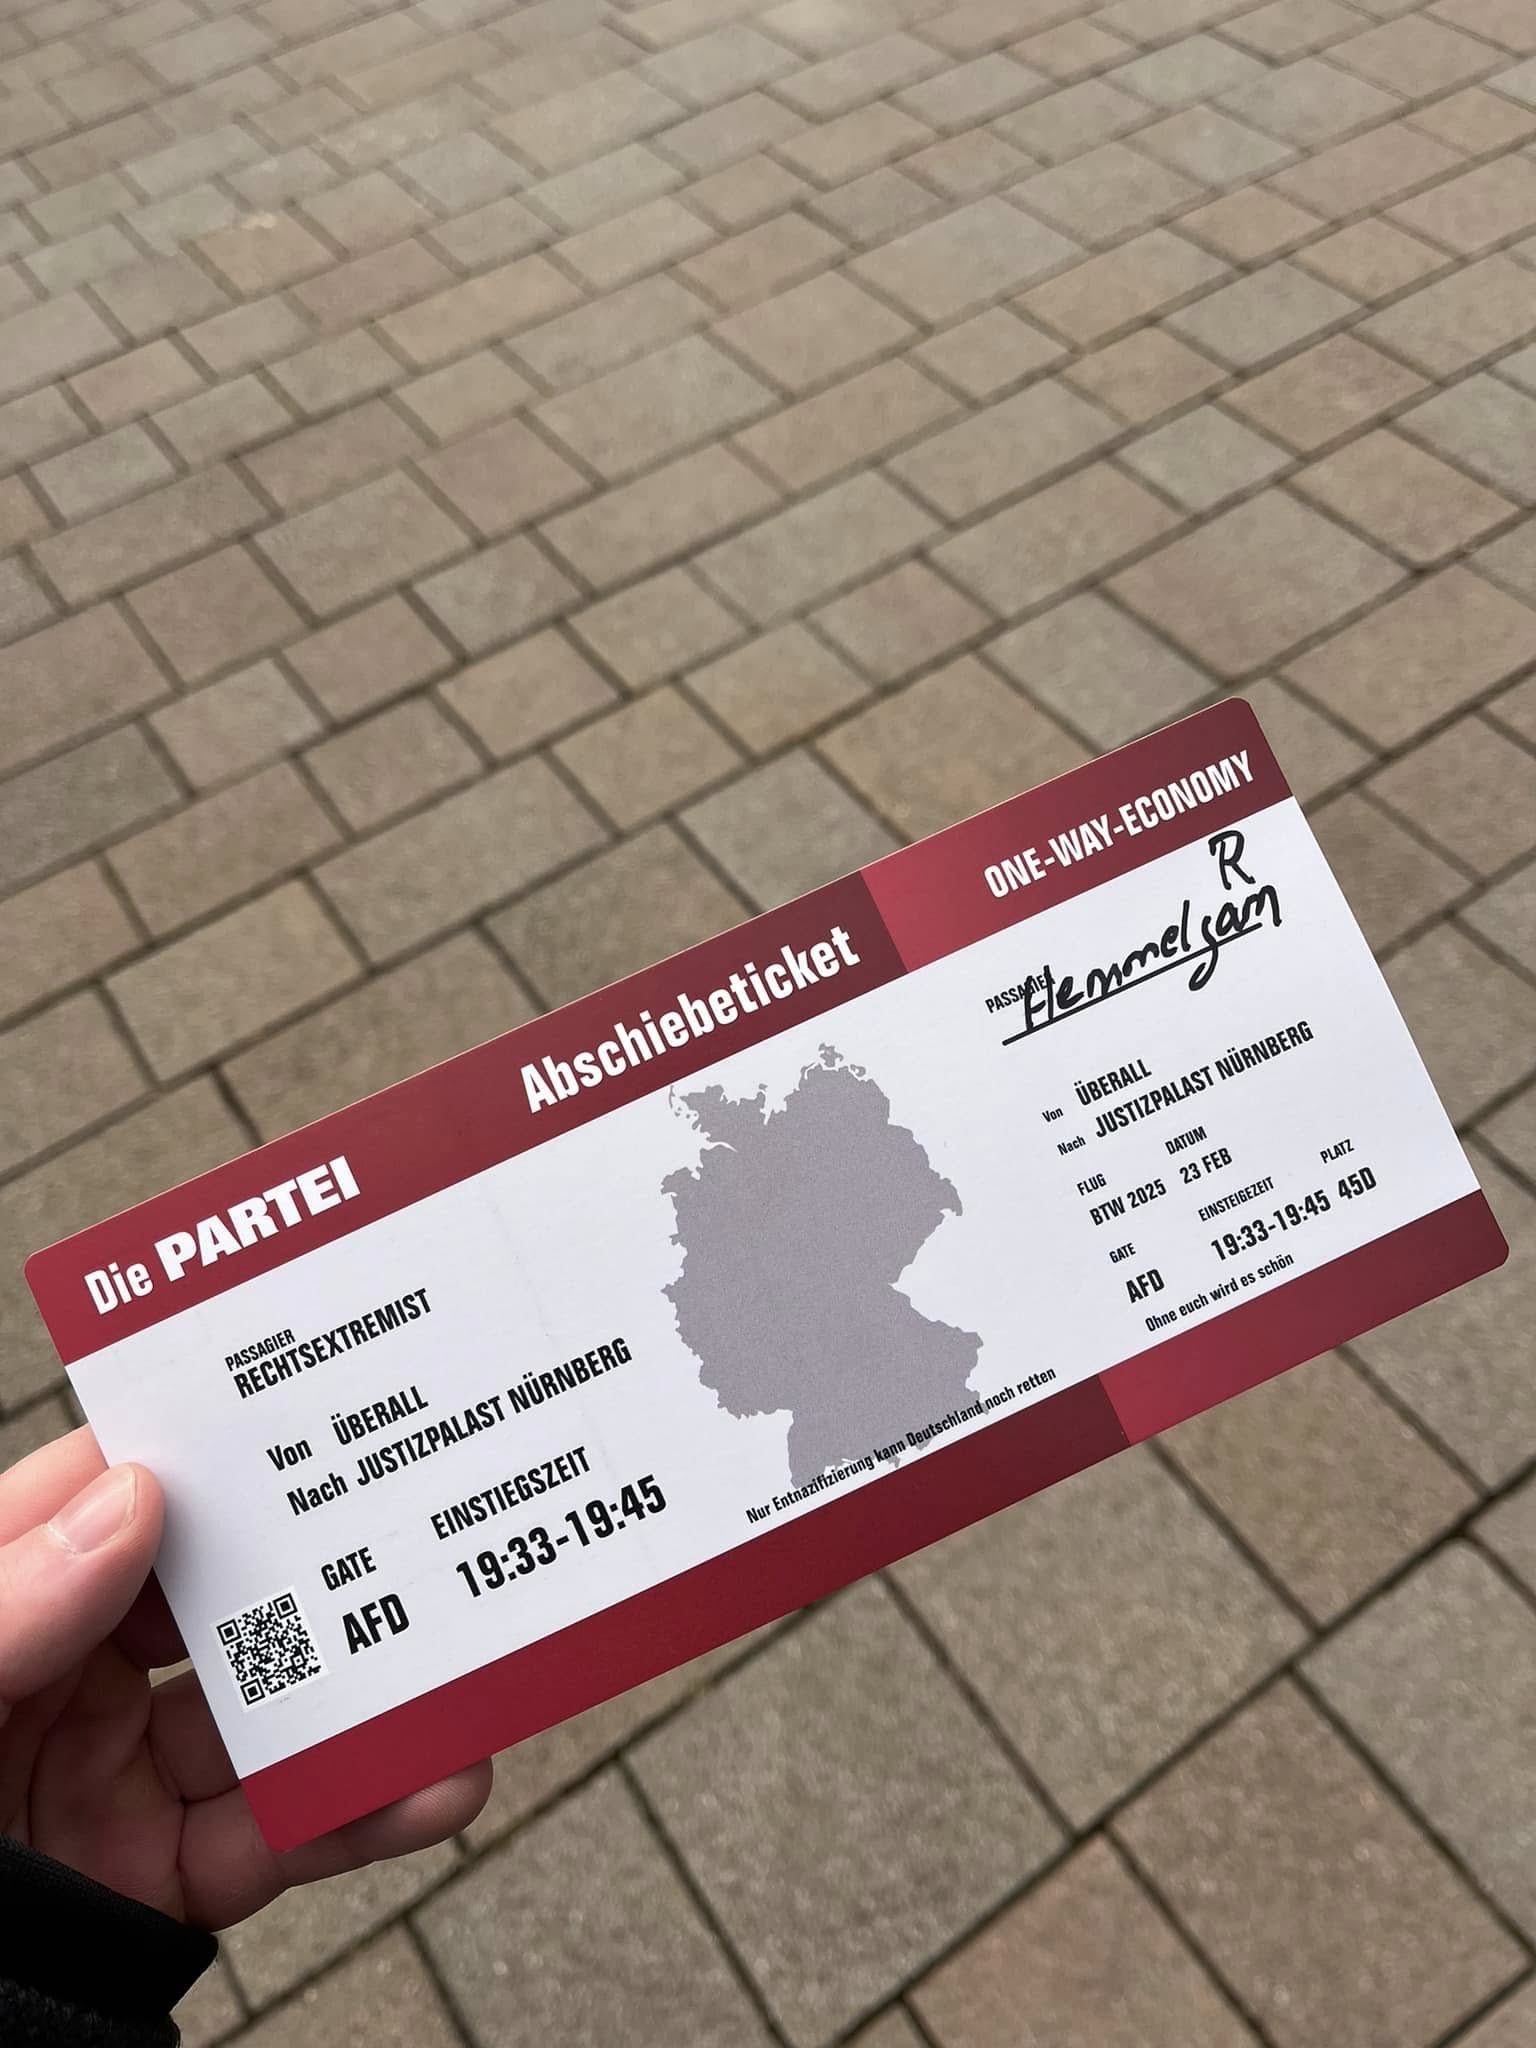 Die PARTEI
Abschiebeticket
ONE-WAY-ECONOMY
PASSAGIER
RECHTSEXTREMIST
Von ÜBERALL
Nach JUSTIZPALAST NÜRNBERG
GATE
AFD
EINSTIEGSZEIT
19:33-19:45
Nur Entnazifizierung kann Deutschland noch retten
R
PASSAGIER
Von ÜBERALL
Nach JUSTIZPALAST NÜRNBERG
FLUG DATUM
BTW 2025 23 FEB
GATE EINSTEIGEZEIT PLATZ
AFD 19:33-19:45 45D
Ohne euch wird es schön